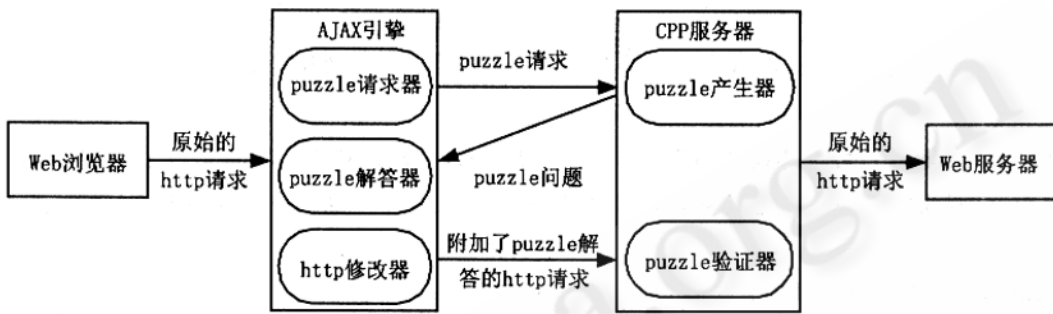 AJAX引擎
CPP服务器
puzzle请求器
puzzle请求
puzzle产生器
Web浏览器
原始的
http请求
puzzle解答器
puzzle问题
原始的
http请求
Web服务器
http修改器
附加了puzzle解
答的http请求
puzzle验证器
.org.cn